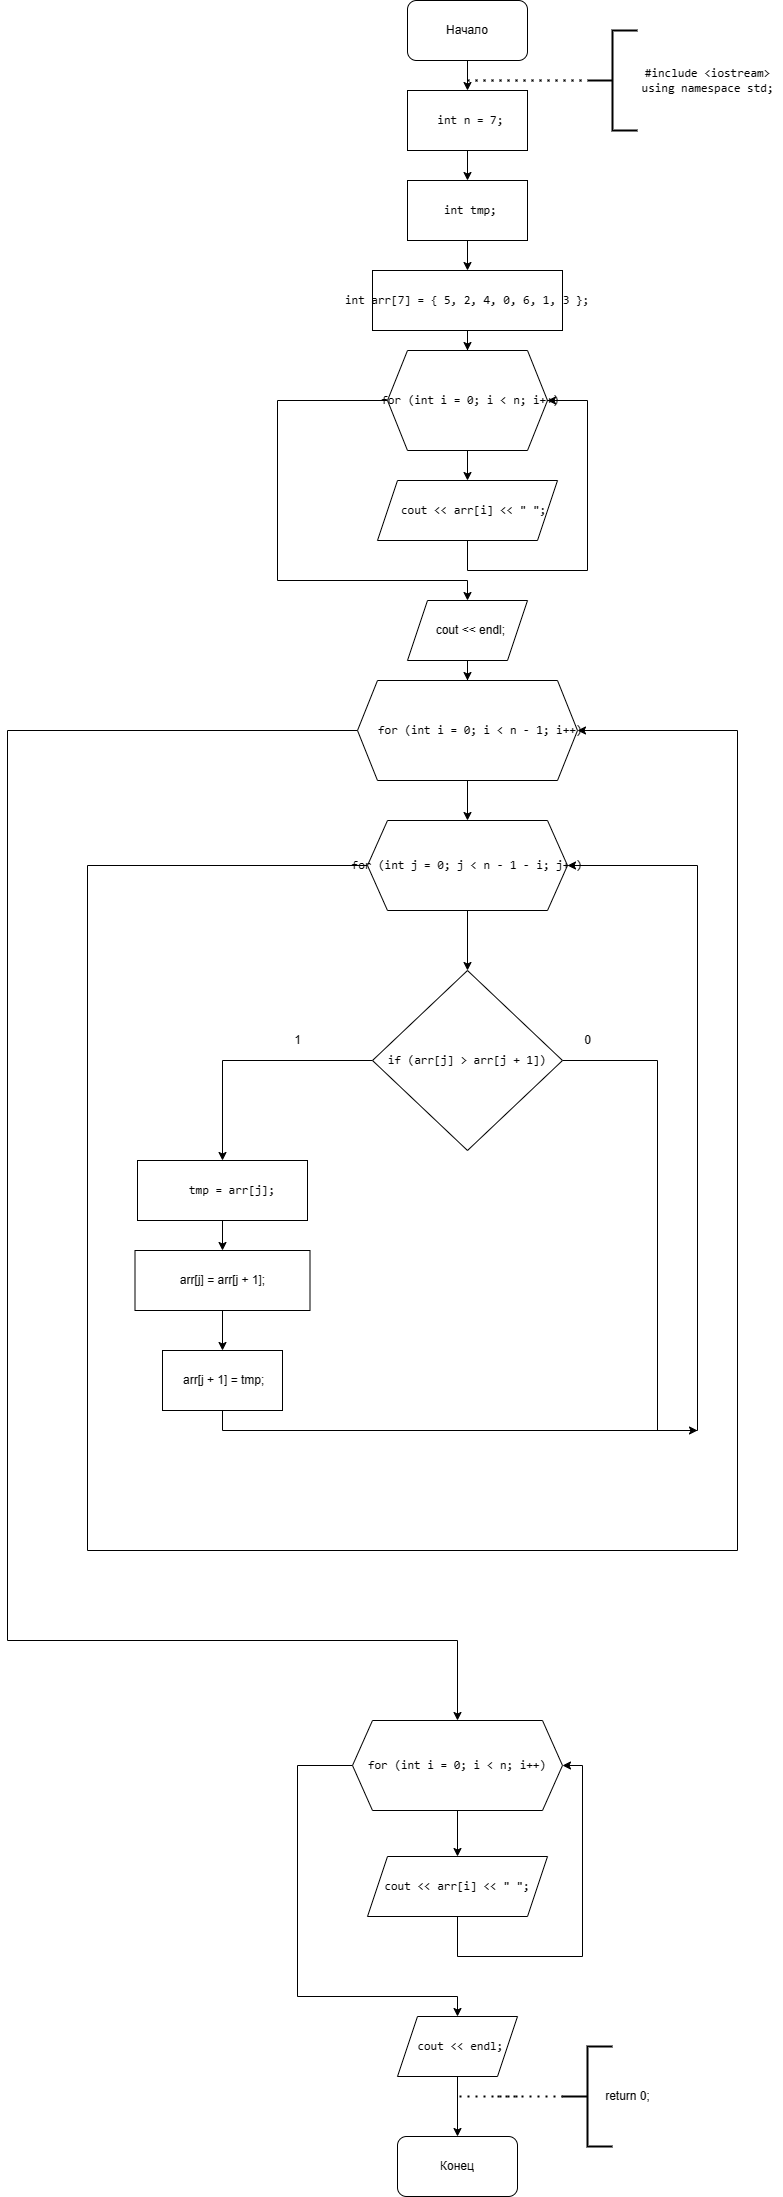 Начало
#include <iostream>
using namespace std;
int n = 7;
int tmp;
int arr[7] = { 5, 2, 4, 0, 6, 1, 3 };
for (int i = 0; i < n; i++)
cout << arr[i] << " ";
cout << endl;
for (int i = 0; i < n - 1; i++)
for (int j = 0; j < n - 1 - i; j++)
1
0
if (arr[j] > arr[j + 1])
tmp = arr[j];
arr[j] = arr[j + 1];
arr[j + 1] = tmp;
for (int i = 0; i < n; i++)
cout << arr[i] << " ";
cout << endl;
return 0;
Конец